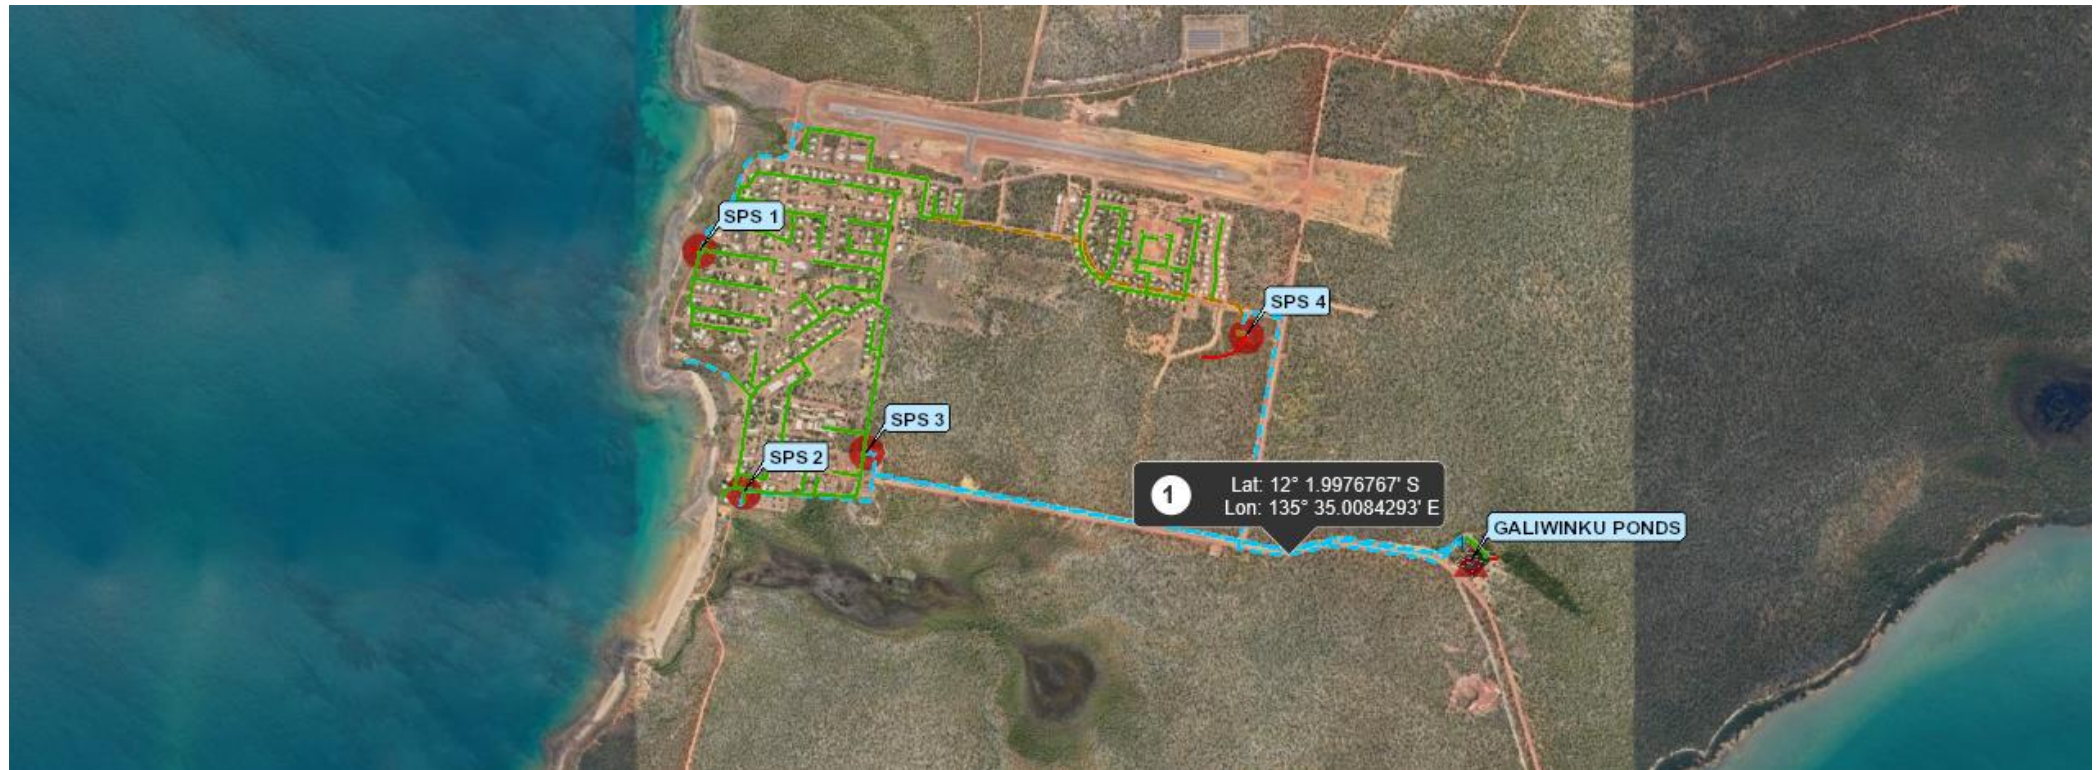 SPS 1
SPS 4
SPS 3
SPS 2
1
Lat: 12° 1.9976767' S
Lon: 135° 35.0084293' E
GALIWINKU PONDS